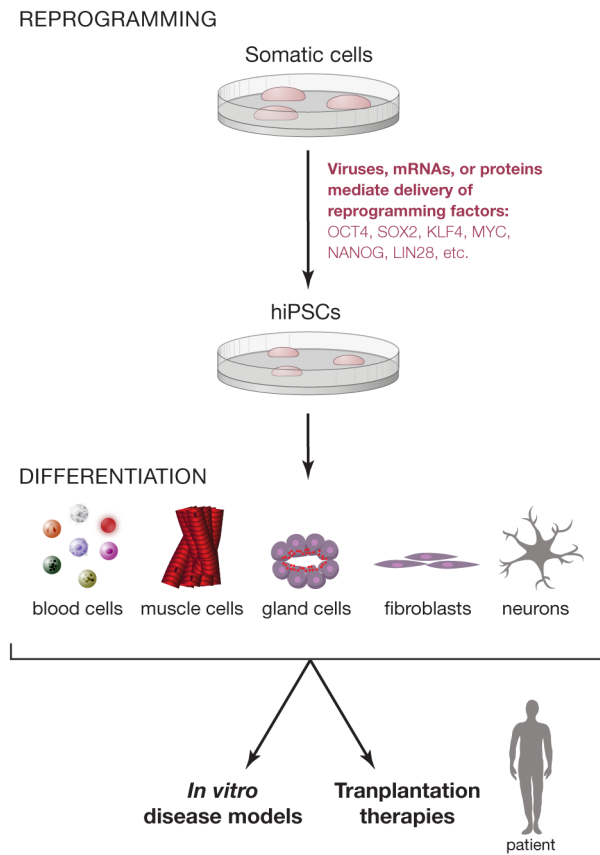 REPROGRAMMING
Somatic cells
Viruses, mRNAs, or proteins
mediate delivery of
reprogramming factors:
OCT4, SOX2, KLF4, MYC,
NANOG, LIN28, etc.
hiPSCs
DIFFERENTIATION
blood cells
muscle cells
gland cells
fibroblasts
neurons
In vitro
disease models
Tranplantation
therapies
patient